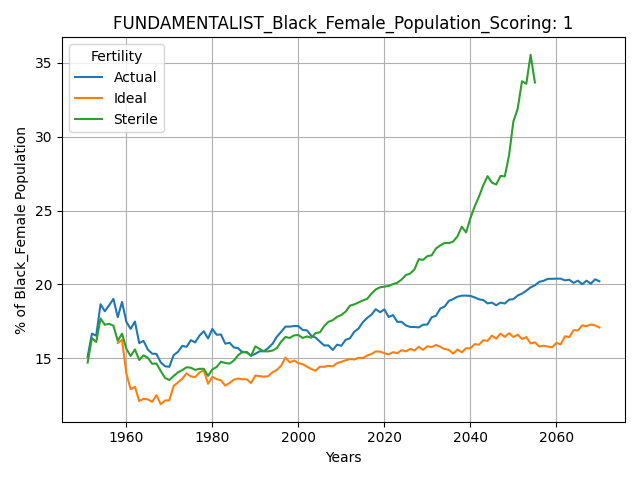 FUNDAMENTALIST_Black_Female_Population_Scoring: 1
Fertility
Actual
Ideal
Sterile
% of Black_Female Population
35
30
25
20
15
1960
1980
2000
2020
2040
2060
Years